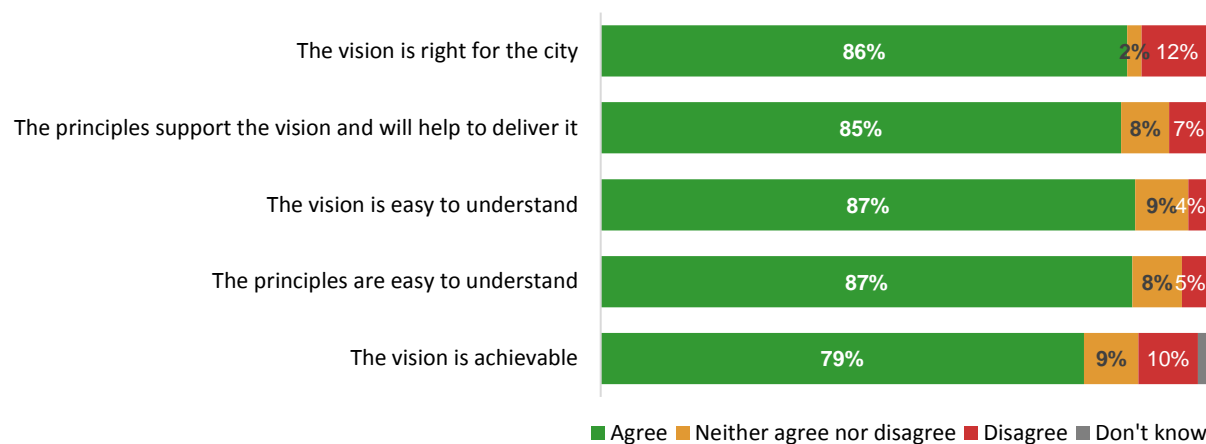 The vision is right for the city 86% 2% 12%
The principles support the vision and will help to deliver it 85% 8% 7%
The vision is easy to understand 87% 9% 4%
The principles are easy to understand 87% 8% 5%
The vision is achievable 79% 9% 10%
Agree Neither agree nor disagree Disagree Don't know